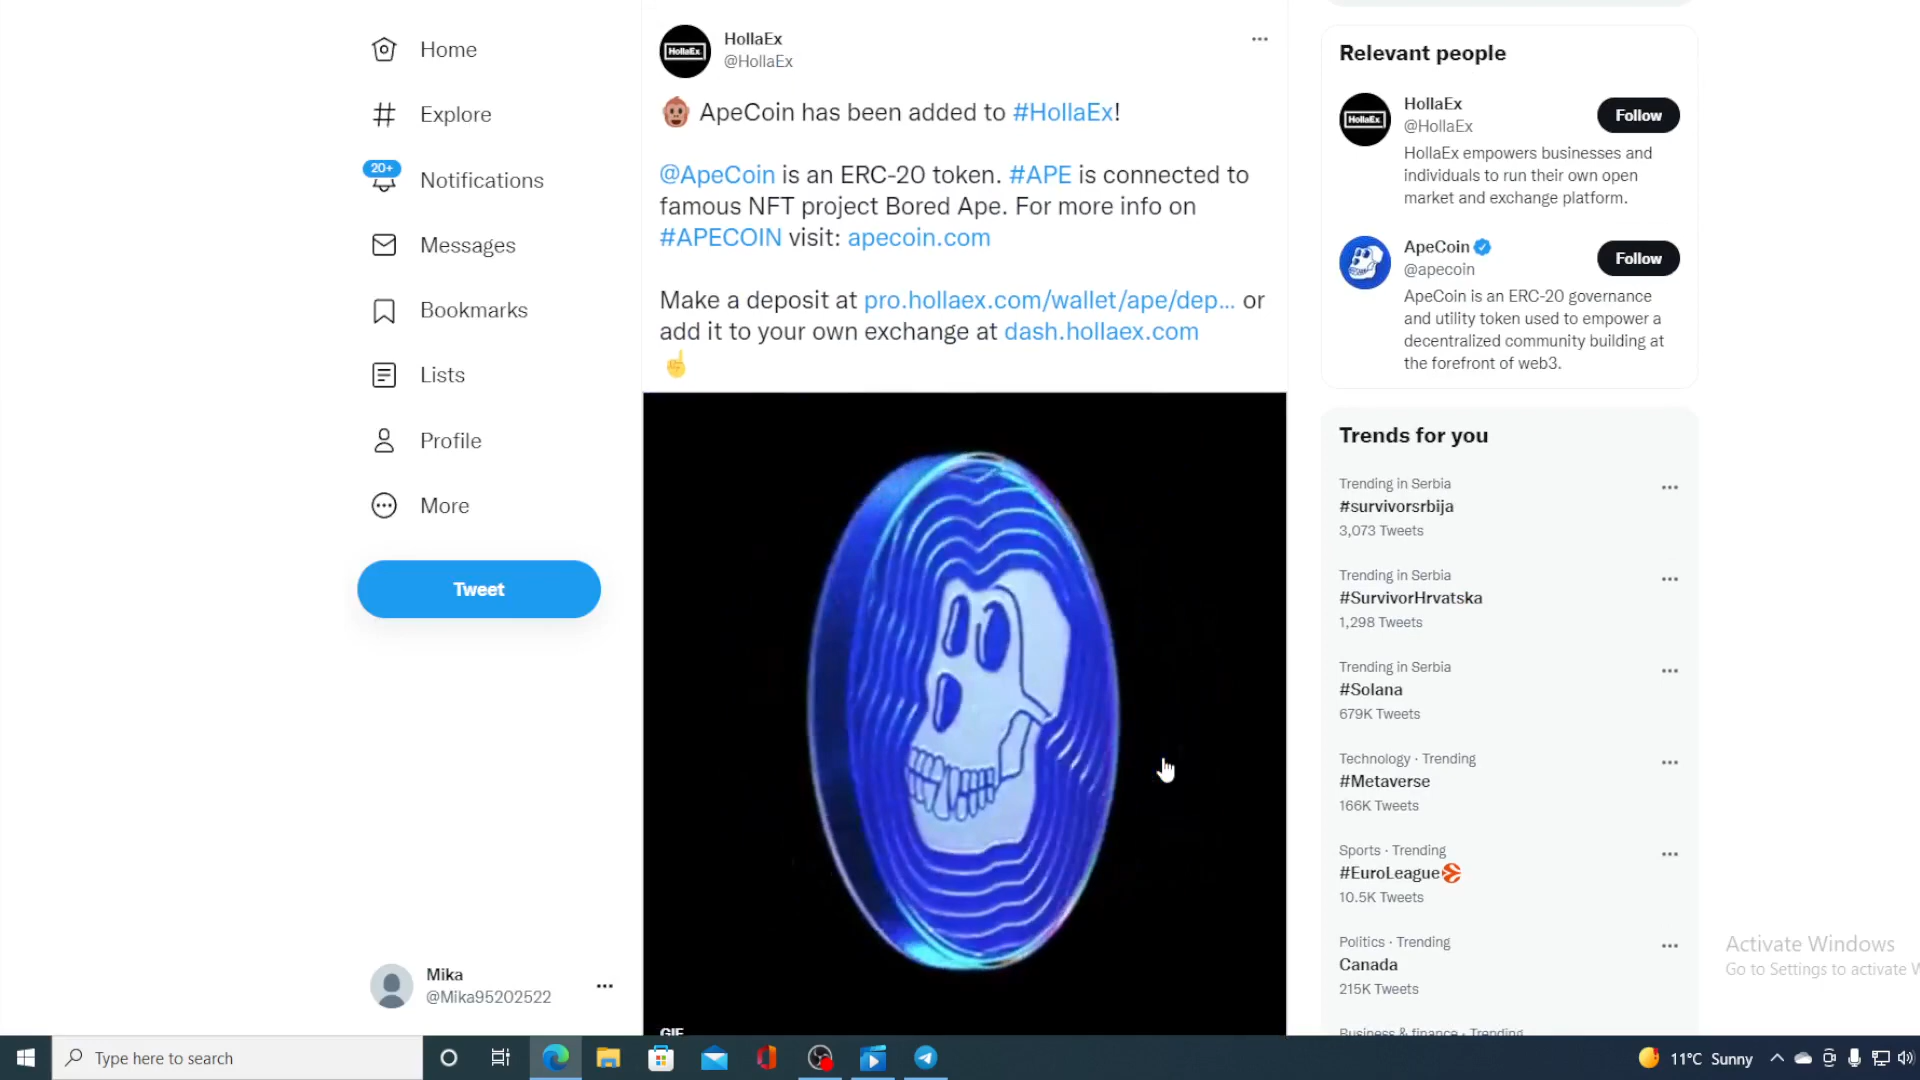 Home
Explore
20+
Notifications
Messages
Bookmarks
Lists
Profile
More
Tweet
Mika
@Mika95202522
HollaEx
HollaEx
@HollaEx
ApeCoin has been added to #HollaEx!
@ApeCoin is an ERC-20 token. #APE is connected to
famous NFT project Bored Ape. For more info on
#APECOIN visit: apecoin.com
Make a deposit at pro.hollaex.com/wallet/ape/dep... or
add it to your own exchange at dash.hollaex.com
GIF
Relevant people
HollaEx
HollaEx
@HollaEx
Follow
HollaEx empowers businesses and
individuals to run their own open
market and exchange platform.
ApeCoin
@apecoin
Follow
ApeCoin is an ERC-20 governance
and utility token used to empower a
decentralized community building at
the forefront of web3.
Trends for you
Trending in Serbia
#survivorsrbija
3,073 Tweets
Trending in Serbia
#SurvivorHrvatska
1,298 Tweets
Trending in Serbia
#Solana
679K Tweets
Technology · Trending
#Metaverse
166K Tweets
Sports · Trending
#EuroLeague
10.5K Tweets
Politics · Trending
Canada
215K Tweets
Business & finance · Trending
Activate Windows
Go to Settings to activate W
Type here to search
11°C Sunny